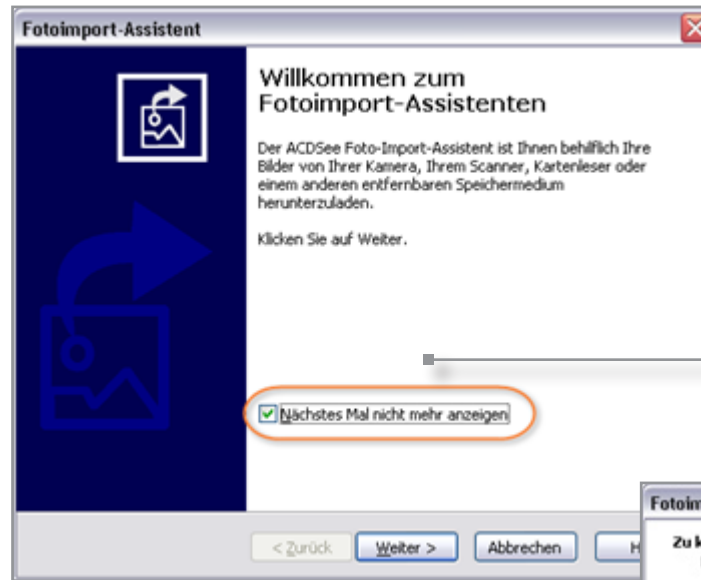 Fotoimport-Assistent
Willkommen zum
Fotoimport-Assistenten
Der ACDSee Foto-Import-Assistent ist Ihnen behilflich Ihre
Bilder von Ihrer Kamera, Ihrem Scanner, Kartenleser oder
einem anderen entfernbaren Speichermedium
herunterzuladen.
Klicken Sie auf Weiter.
Nächstes Mal nicht mehr anzeigen
< Zurück Weiter > Abbrechen
Zu